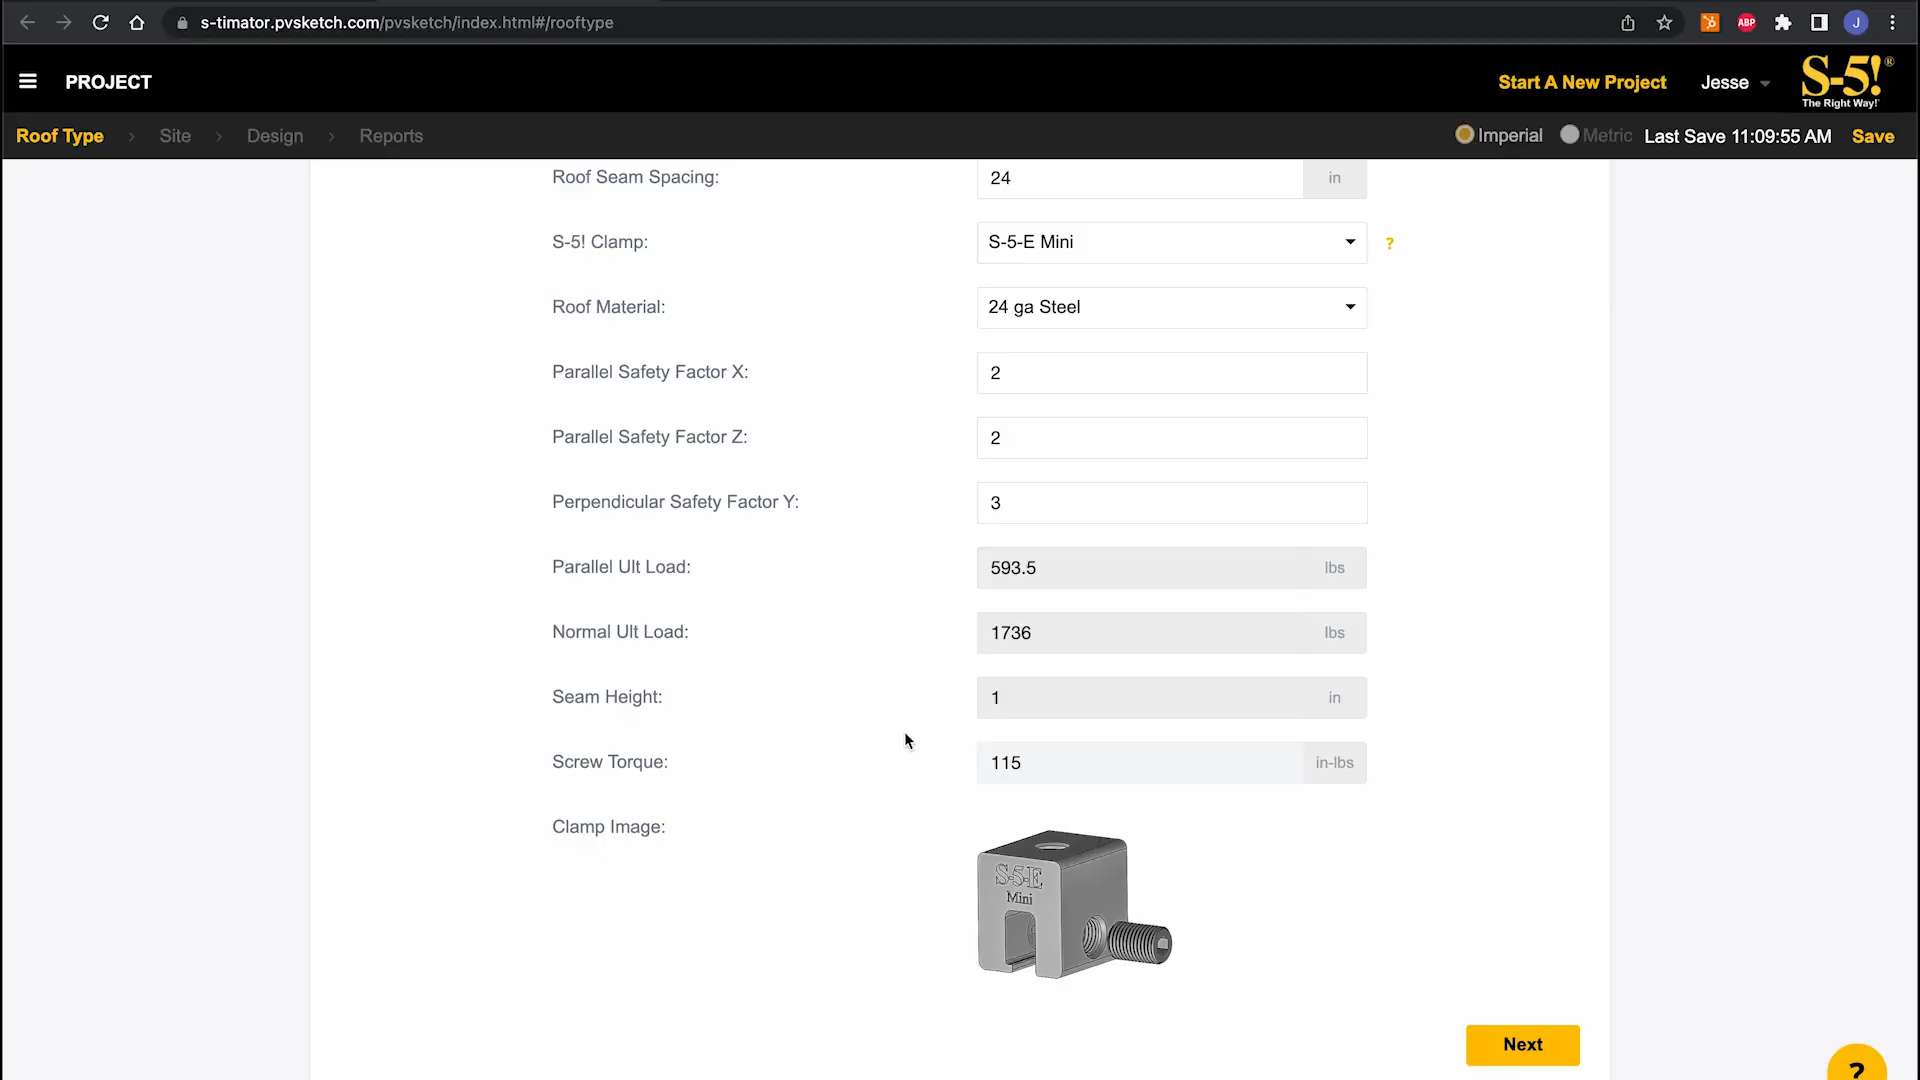 s-timator.pvsketch.com/pvsketch/index.html#/rooftype
ABP
J
PROJECT
Start A New Project
Jesse
S-5!®
The Right Way!
Roof Type > Site > Design > Reports
Imperial
Metric
Last Save 11:09:55 AM
Save
Roof Seam Spacing: 24 in
S-5! Clamp: S-5-E Mini ?
Roof Material: 24 ga Steel
Parallel Safety Factor X: 2
Parallel Safety Factor Z: 2
Perpendicular Safety Factor Y: 3
Parallel Ult Load: 593.5 lbs
Normal Ult Load: 1736 lbs
Seam Height: 1 in
Screw Torque: 115 in-lbs
Clamp Image:
S-5-E
Mini
Next
?